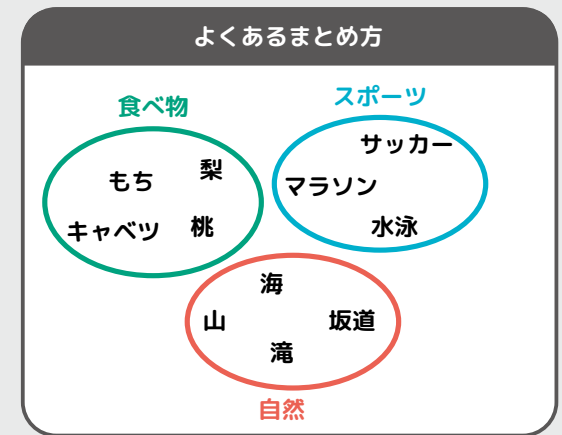 よくあるまとめ方
食べ物
もち
梨
キャベツ
桃
スポーツ
サッカー
マラソン
水泳
海
山
坂道
滝
自然